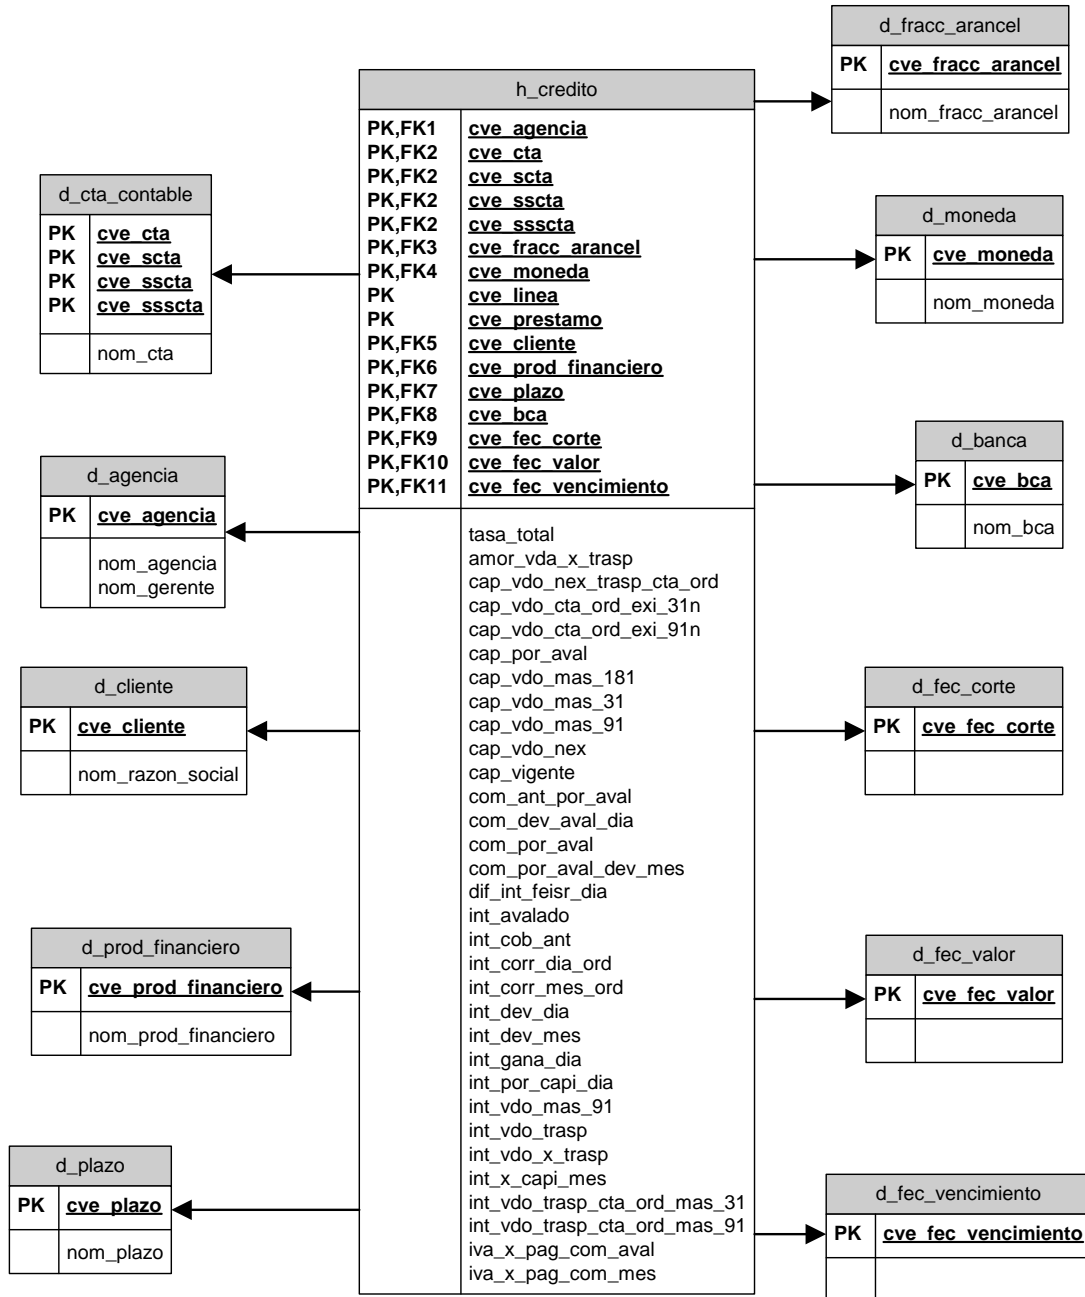 d_fracc_arancel
PK cve_fracc_arancel
nom_fracc_arancel
h_credito
PK,FK1 cve_agencia
PK,FK2 cve_cta
PK,FK2 cve_scta
PK,FK2 cve_sscta
PK,FK2 cve_ssscta
PK,FK3 cve_fracc_arancel
PK,FK4 cve_moneda
PK cve_linea
PK cve_prestamo
PK,FK5 cve_cliente
PK,FK6 cve_prod_financiero
PK,FK7 cve_plazo
PK,FK8 cve_bca
PK,FK9 cve_fec_corte
PK,FK10 cve_fec_valor
PK,FK11 cve_fec_vencimiento
tasa_total
amor_vda_x_trasp
cap_vdo_nex_trasp_cta_ord
cap_vdo_cta_ord_exi_31n
cap_vdo_cta_ord_exi_91n
cap_por_aval
cap_vdo_mas_181
cap_vdo_mas_31
cap_vdo_mas_91
cap_vdo_nex
cap_vigente
com_ant_por_aval
com_dev_aval_dia
com_por_aval
com_por_aval_dev_mes
dif_int_feisr_dia
int_avalado
int_cob_ant
int_corr_dia_ord
int_corr_mes_ord
int_dev_dia
int_dev_mes
int_gana_dia
int_por_capi_dia
int_vdo_mas_91
int_vdo_trasp
int_vdo_x_trasp
int_x_capi_mes
int_vdo_trasp_cta_ord_mas_31
int_vdo_trasp_cta_ord_mas_91
iva_x_pag_com_aval
iva_x_pag_com_mes
d_cta_contable
PK cve_cta
PK cve_scta
PK cve_sscta
PK cve_ssscta
nom_cta
d_agencia
PK cve_agencia
nom_agencia
nom_gerente
d_cliente
PK cve_cliente
nom_razon_social
d_prod_financiero
PK cve_prod_financiero
nom_prod_financiero
d_plazo
PK cve_plazo
nom_plazo
d_moneda
PK cve_moneda
nom_moneda
d_banca
PK cve_bca
nom_bca
d_fec_corte
PK cve_fec_corte
d_fec_valor
PK cve_fec_valor
d_fec_vencimiento
PK cve_fec_vencimiento